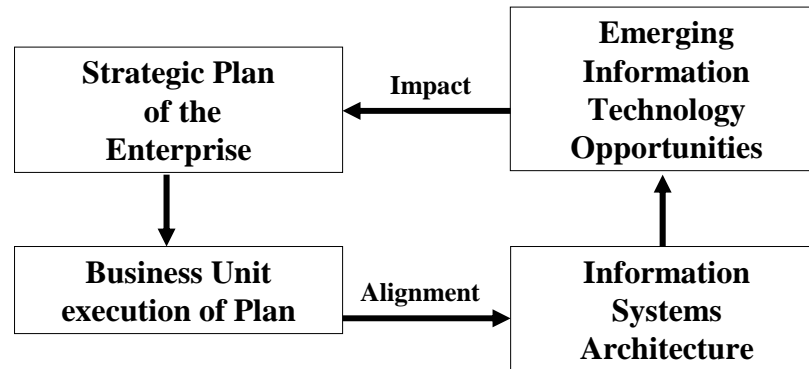 Strategic Plan
of the
Enterprise
Impact
Emerging
Information
Technology
Opportunities
Business Unit
execution of Plan
Alignment
Information
Systems
Architecture